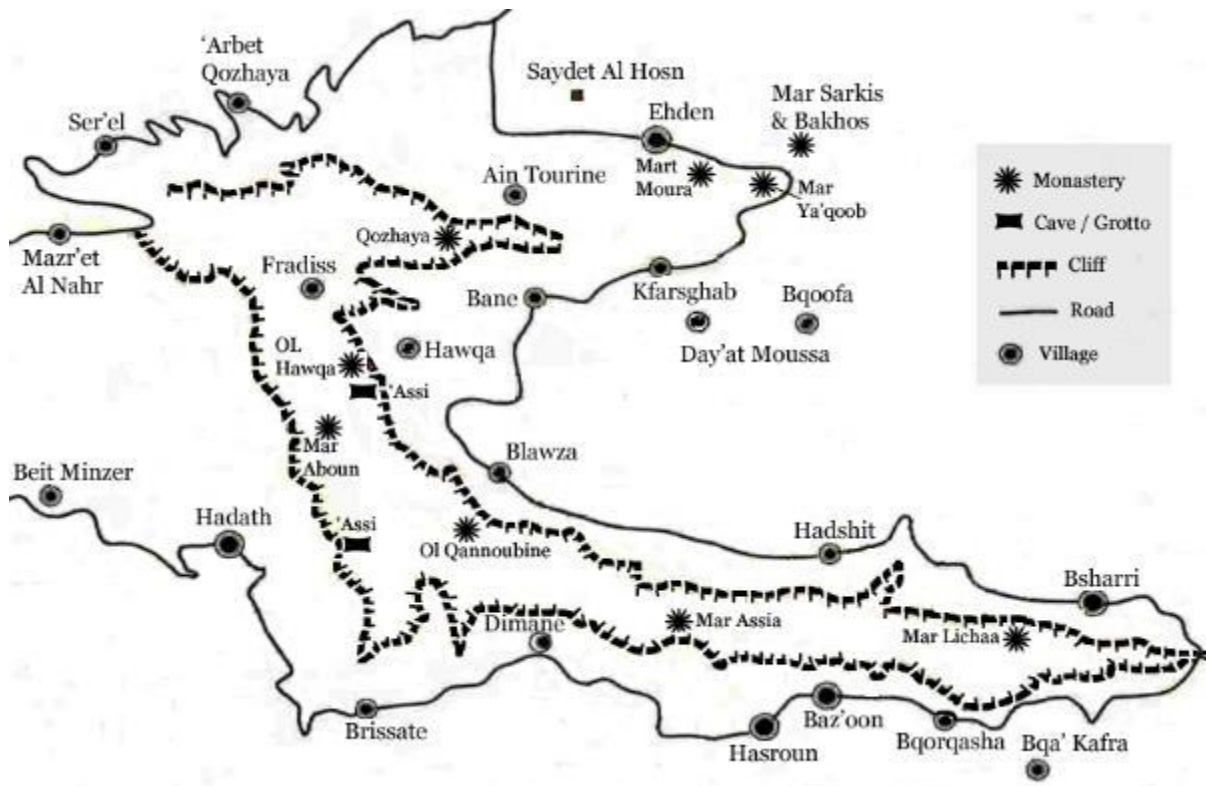 'Arbet
Qozhaya
Saydet Al Hosn
Mar Sarkis
& Bakhos
Ser'el
Ehden
Mart
Moura
Ain Tourine
Mar
Ya'qoob
Monastery
Cave / Grotto
Cliff
Road
Village
Mazr'et
Al Nahr
Qozhaya
Fradiss
Bane
Kfarsghab
Bqoofa
Day'at Moussa
OL
Hawqa
Hawqa
'Assi
Mar
Aboun
Blawza
Beit Minzer
Hadath
'Assi
Ol Qannoubine
Hadshit
Bsharri
Dimane
Mar Assia
Mar Lichaa
Brissate
Hasroun
Baz'oon
Bqorqasha
Bqa' Kafra